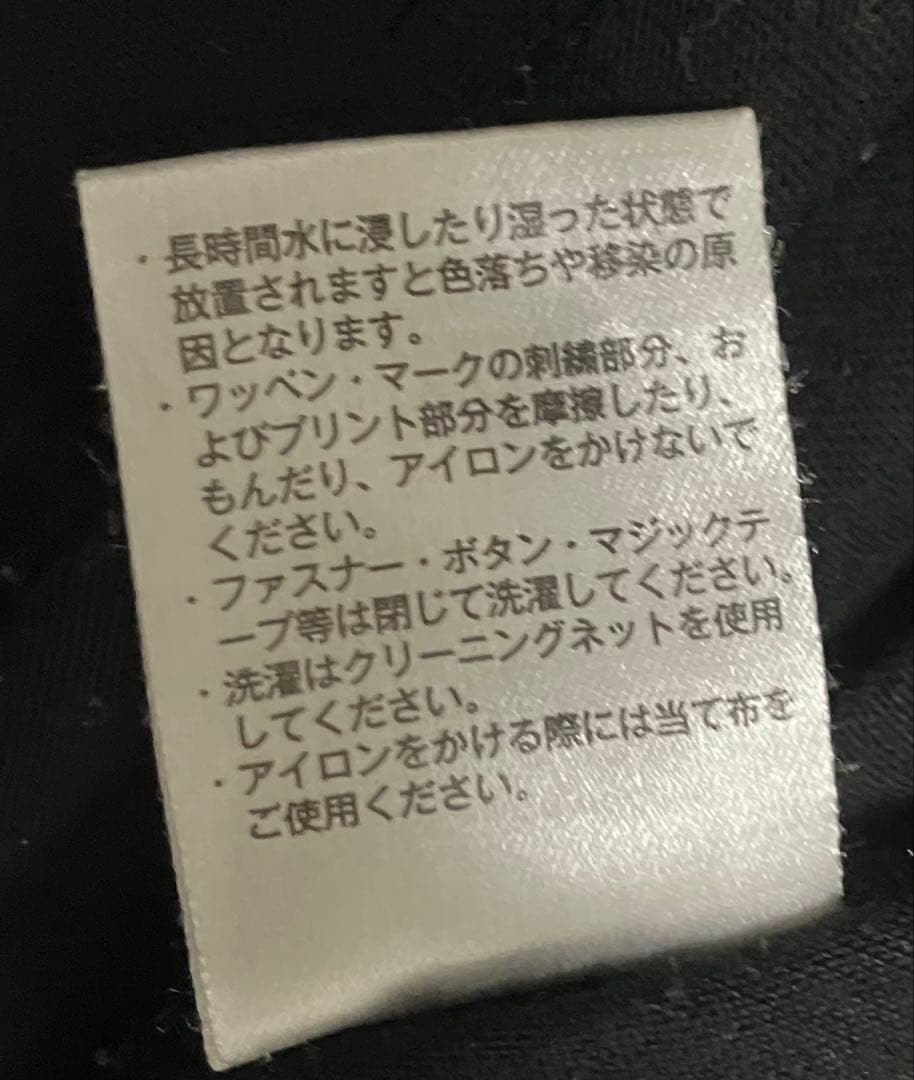 ・長時間水に浸したり湿った状態で
放置されますと色落ちや移染の原
因となります。
・ワッペン・マークの刺繍部分、お
よびプリント部分を摩擦したり、
もんだり、アイロンをかけないで
ください。
・ファスナー・ボタン・マジックテ
ープ等は閉じて洗濯してください。
・洗濯はクリーニングネットを使用
してください。
・アイロンをかける際には当て布を
ご使用ください。